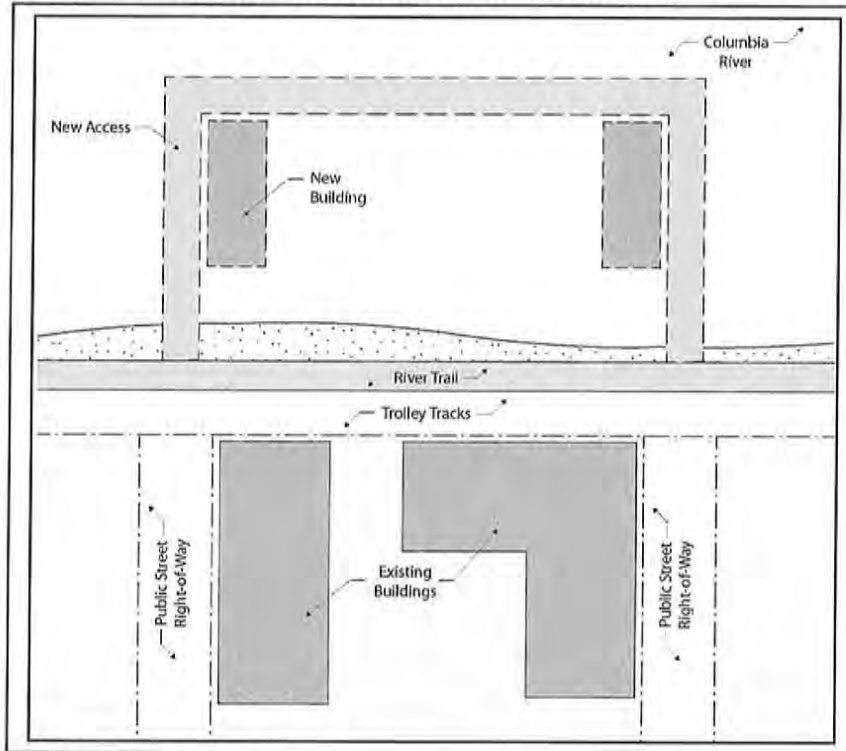 Columbia
River
New Access
New
Building
River Trail
Trolley Tracks
Public Street
Right-of-Way
Existing
Buildings
Public Street
Right-of-Way